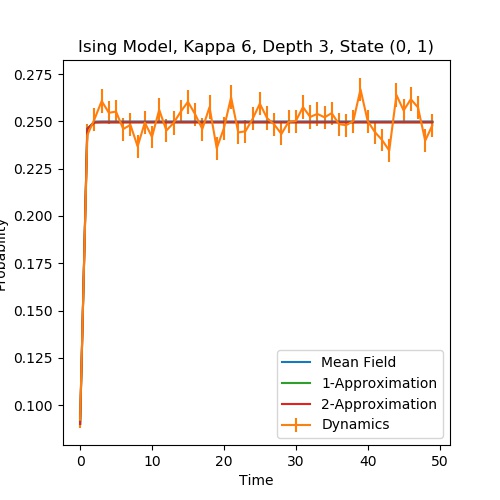 Ising Model, Kappa 6, Depth 3, State (0, 1)
0.275
0.250
0.225
0.200
0.175
0.150
0.125
0.100
Probability
0 10 20 30 40 50
Time
Mean Field
1-Approximation
2-Approximation
Dynamics